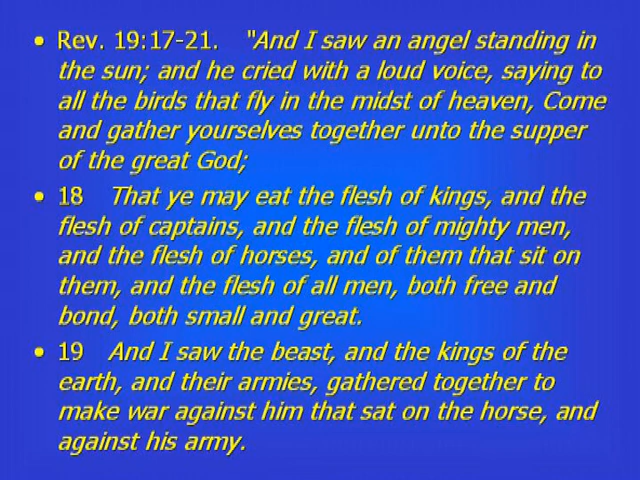 • Rev. 19:17-21. "And I saw an angel standing in
the sun; and he cried with a loud voice, saying to
all the birds that fly in the midst of heaven, Come
and gather yourselves together unto the supper
of the great God;
• 18 That ye may eat the flesh of kings, and the
flesh of captains, and the flesh of mighty men,
and the flesh of horses, and of them that sit on
them, and the flesh of all men, both free and
bond, both small and great.
• 19 And I saw the beast, and the kings of the
earth, and their armies, gathered together to
make war against him that sat on the horse, and
against his army.